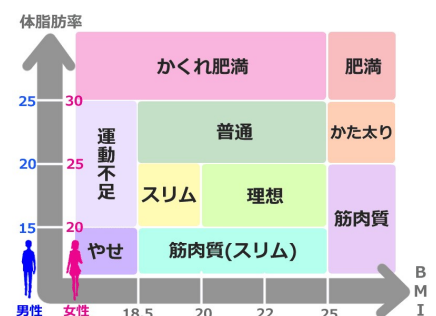 体脂肪率
かくれ肥満
肥満
25
30
運動不足
普通
かた太り
20
25
スリム
理想
筋肉質
15
20
やせ
筋肉質(スリム)
男性
女性
18.5
20
22
25
BMI